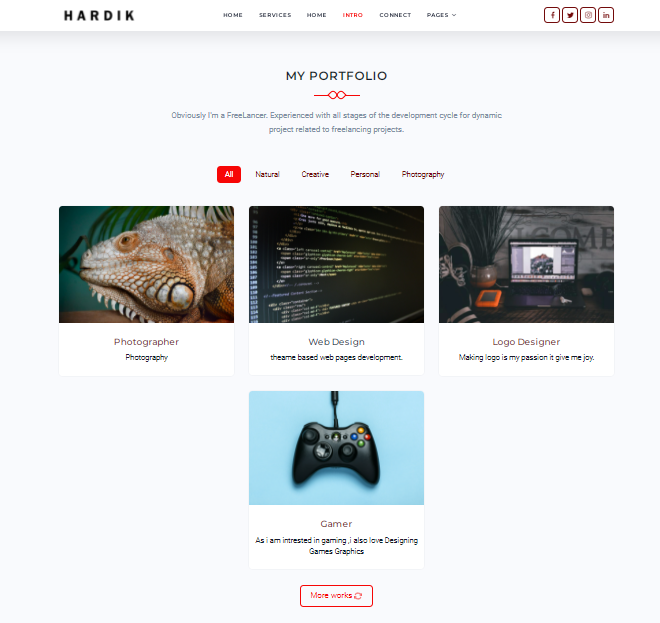 HARDIK
HOME SERVICES HOME INTRO CONNECT PAGES
MY PORTFOLIO
Obviously I'm a FreeLancer. Experienced with all stages of the development cycle for dynamic
project related to freelancing projects.
All Natural Creative Personal Photography
Photographer
Photography
Web Design
theame based web pages development.
Logo Designer
Making logo is my passion it give me joy.
Gamer
As i am intrested in gaming ,i also love Designing
Games Graphics
More works